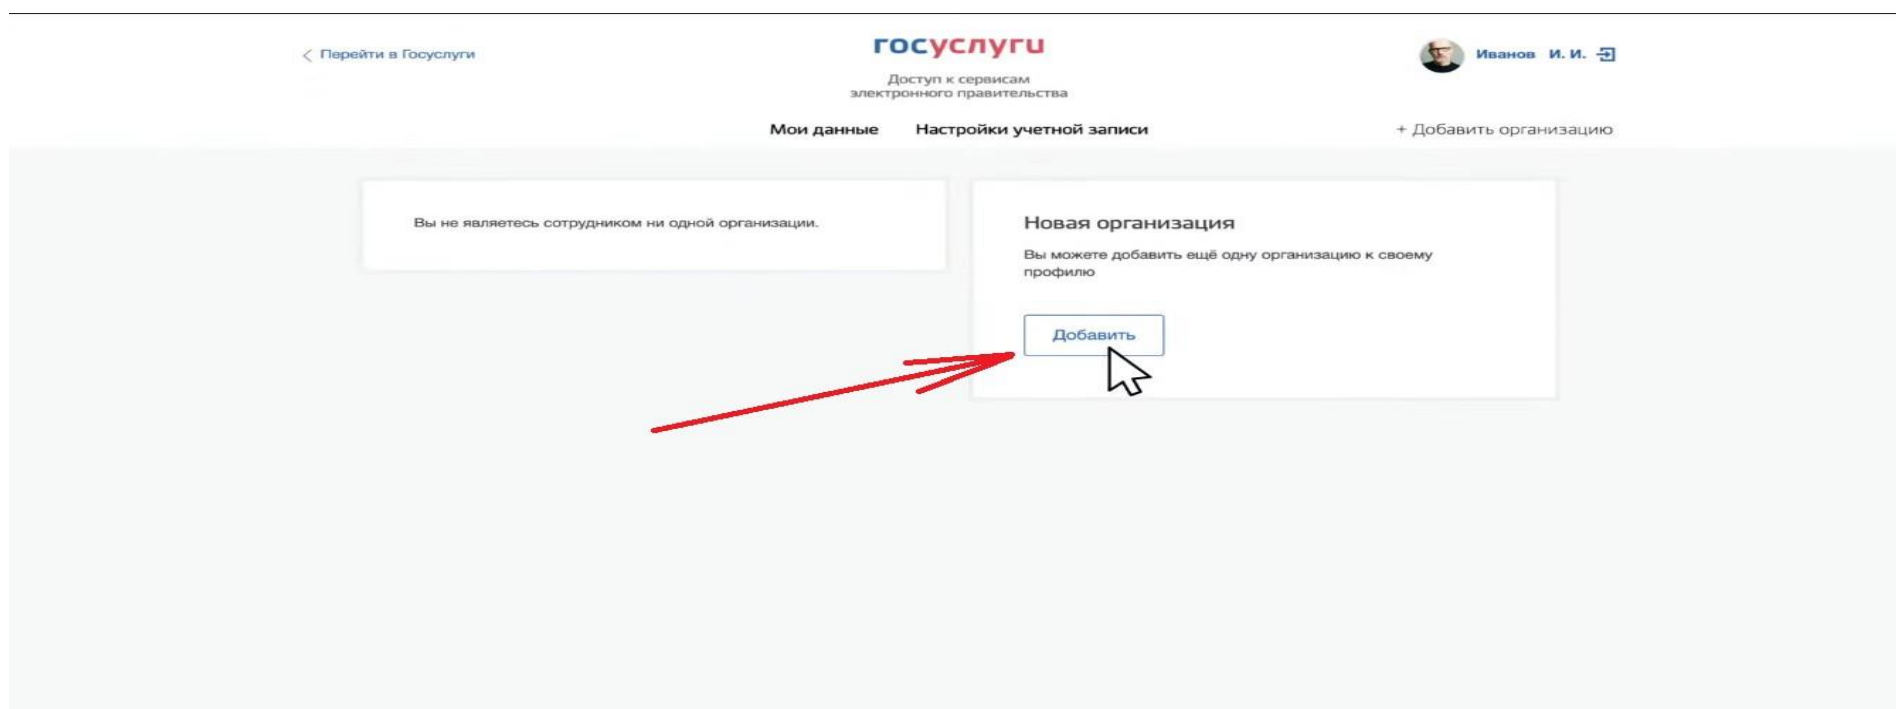 Перейти в Госуслуги
госуслуги
Иванов И. И.
Доступ к сервисам
электронного правительства
Мои данные
Настройки учетной записи
+ Добавить организацию
Вы не являетесь сотрудником ни одной организации.
Новая организация
Вы можете добавить ещё одну организацию к своему
профилю
Добавить